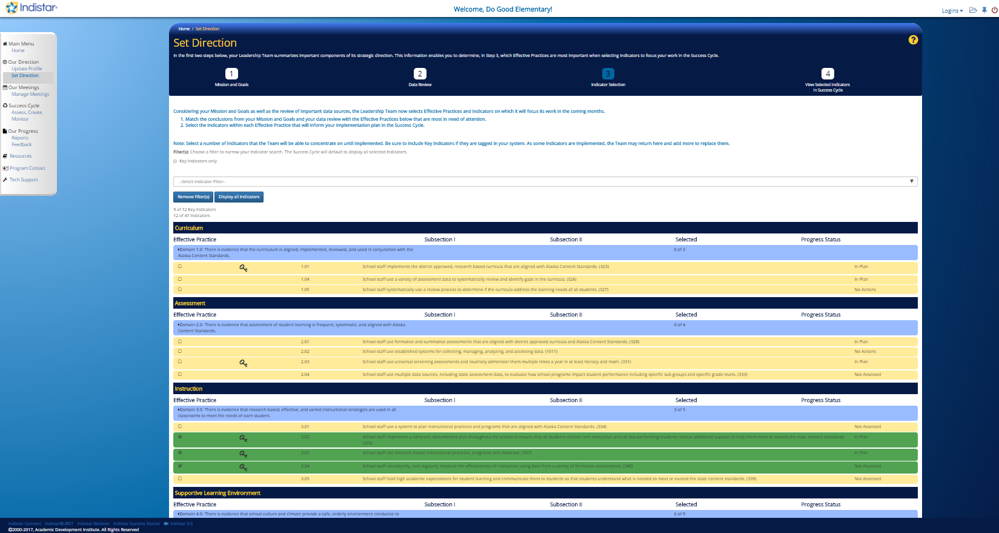 Indistar
Welcome, Do Good Elementary!
Logins
Main Menu
Home
Our Direction
Update Profile
Set Direction
Our Meetings
Manage Meetings
Success Cycle
Assess, Create,
Monitor
Our Progress
Reports
Feedback
Resources
Program Contact
Tech Support
Home / Set Direction
Set Direction
?
In the first two steps below, your Leadership Team summarizes important components of its strategic direction. This information enables you to determine, in Step 3, which Effective Practices are most important when selecting Indicators to focus your work in the Success Cycle.
1 2 3 4
Mission and Goals Data Review Indicator Selection View Selected Indicators
in Success Cycle
Considering your Mission and Goals as well as the review of important data sources, the Leadership Team now selects Effective Practices and Indicators on which it will focus its work in the coming months.
1. Match the conclusions from your Mission and Goals and your data review with the Effective Practices below that are most in need of attention.
2. Select the Indicators within each Effective Practice that will inform your implementation plan in the Success Cycle.
Note: Select a number of Indicators that the Team will be able to concentrate on until implemented. Be sure to include Key Indicators if they are tagged in your system. As some Indicators are implemented, the Team may return here and add more to replace them.
Filter(s): Choose a filter to narrow your Indicator search. The Success Cycle will default to display all selected Indicators.
Key Indicators only
--Select Indicator Filter--
Remove Filter(s) Display all Indicators
9 of 12 Key Indicators
12 of 41 Indicators
Curriculum
Effective Practice Subsection I Subsection II Selected Progress Status
Domain 1.0- There is evidence that the curriculum is aligned, implemented, reviewed, and used in conjunction with the 0 of 3
Alaska Content Standards.
1.01 School staff implements the district approved, research based curricula that are aligned with Alaska Content Standards. (323) In Plan
1.04 School staff use a variety of assessment data to systematically review and identify gaps in the curricula. (326) In Plan
1.05 School staff systematically use a review process to determine if the curricula address the learning needs of all students. (327) No Actions
Assessment
Effective Practice Subsection I Subsection II Selected Progress Status
Domain 2.0- There is evidence that assessment of student learning is frequent, systematic, and aligned with Alaska 0 of 4
Content Standards.
2.01 School staff use formative and summative assessments that are aligned with district approved curricula and Alaska Content Standards. (328) In Plan
2.02 School staff use established systems for collecting, managing, analyzing, and accessing data. (1011) No Actions
2.03 School staff use universal screening assessments and routinely administer them multiple times a year in at least literacy and math. (331) In Plan
2.04 School staff use multiple data sources, including state assessment data, to evaluate how school programs impact student performance including specific sub groups and specific grade levels. (333) Not Assessed
Instruction
Effective Practice Subsection I Subsection II Selected Progress Status
Domain 3.0- There is evidence that research based, effective, and varied instructional strategies are used in all 3 of 5
classrooms to meet the needs of each student.
3.01 School staff use a system to plan instructional practices and programs that are aligned with Alaska Content Standards. (334) Not Assessed
3.02 School staff implement a coherent, documented plan throughout the school to ensure that all students receive core instruction and all low-performing students receive additional support to help them meet or exceed the state content standards. In Plan
(335)
3.03 School staff use research-based instructional practices, programs and materials. (337) In Plan
3.04 School staff consistently, and regularly measure the effectiveness of instruction using data from a variety of formative assessments. (340) Not Assessed
3.05 School staff hold high academic expectations for student learning and communicate them to students so that students understand what is needed to meet or exceed the state content standards. (339) Not Assessed
Supportive Learning Environment
Effective Practice Subsection I Subsection II Selected Progress Status
Domain 4.0- There is evidence that school culture and climate provide a safe, orderly environment conducive to 6 of 9
Indistar Connect IndistarBURST Indistar Website Indistar Success Stories Indistar 3.0
©2000-2017, Academic Development Institute. All Rights Reserved